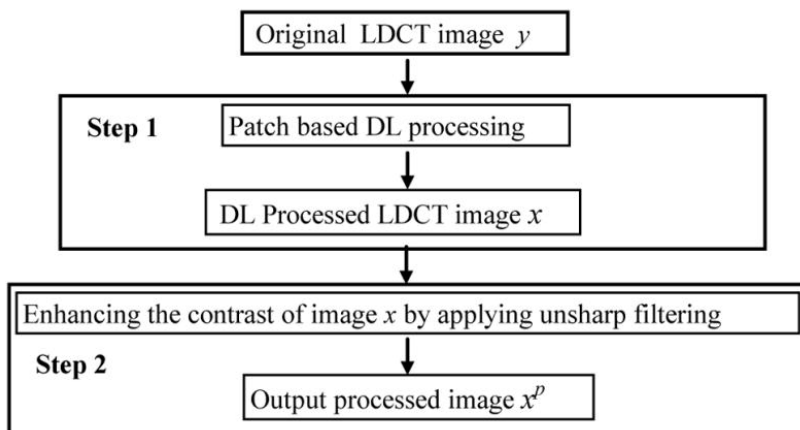 Original LDCT image y
Step 1
Patch based DL processing
DL Processed LDCT image x
Enhancing the contrast of image x by applying unsharp filtering
Step 2
Output processed image xᵖ